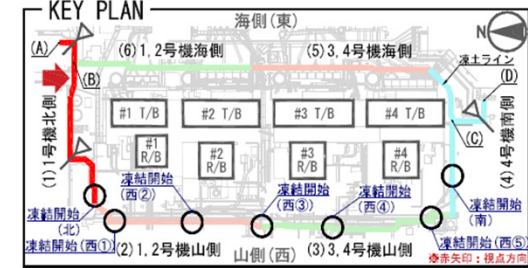 KEY PLAN
海側(東)
N
(A)
(6)1,2号機海側
(5)3,4号機海側
凍土ライン
(B)
(D)
(1)1号機北側
#1 T/B
#2 T/B
#3 T/B
#4 T/B
(C)
(4)4号機南側
#1
R/B
#2
R/B
#3
R/B
#4
R/B
凍結開始
(西②)
凍結開始
(西③)
凍結開始
(西④)
凍結開始
(南)
凍結開始
(北)
凍結開始(西①)
(2)1,2号機山側
山側(西)
(3)3,4号機山側
凍結開始(西⑤)
※赤矢印:視点方向